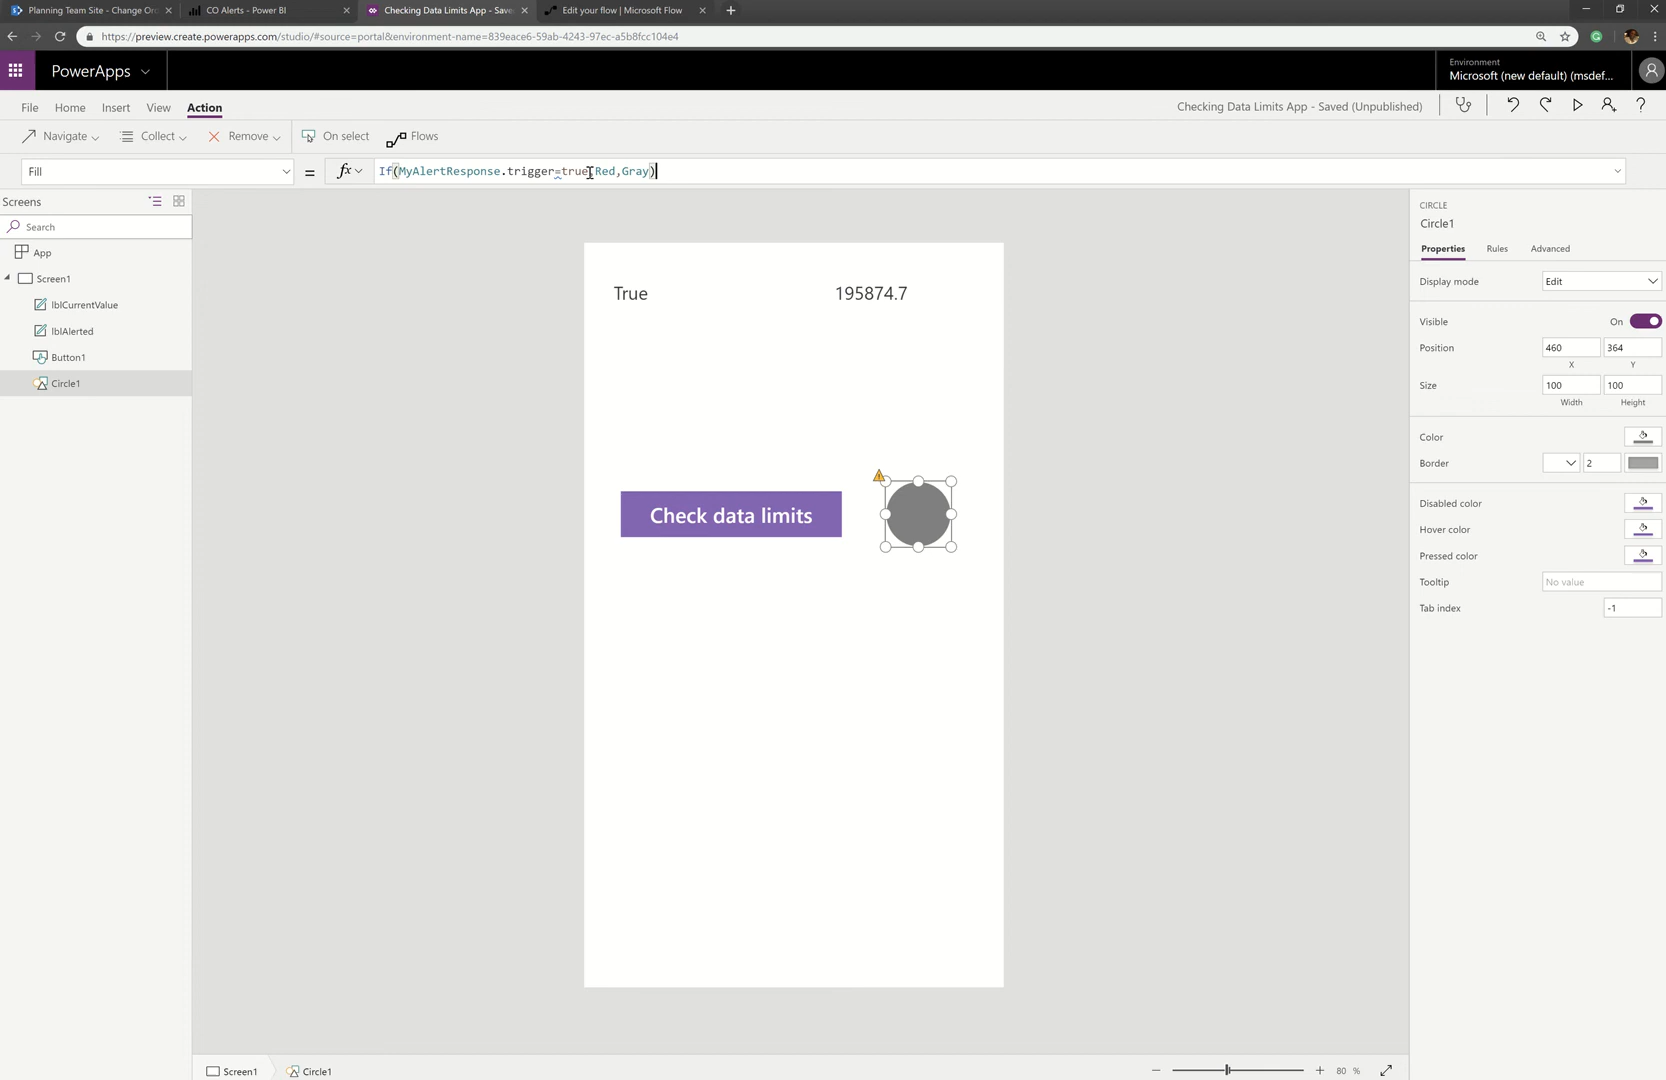 Planning Team Site - Change Or
CO Alerts - Power BI
Checking Data Limits App - Save
Edit your flow | Microsoft Flow
https://preview.create.powerapps.com/studio/#source=portal&environment-name=839eace6-59ab-4243-97ec-a5b8fcc104e4
PowerApps
Environment
Microsoft (new default) (msdef...
File
Home
Insert
View
Action
Checking Data Limits App - Saved (Unpublished)
Navigate
Collect
Remove
On select
Flows
Fill
=
fx
If(MyAlertResponse.trigger=true,Red,Gray)
Screens
Search
App
Screen1
lblCurrentValue
lblAlerted
Button1
Circle1
True
195874.7
Check data limits
CIRCLE
Circle1
Properties
Rules
Advanced
Display mode
Edit
Visible
On
Position
460
364
X
Y
Size
100
100
Width
Height
Color
Border
2
Disabled color
Hover color
Pressed color
Tooltip
No value
Tab index
-1
Screen1
Circle1
80 %